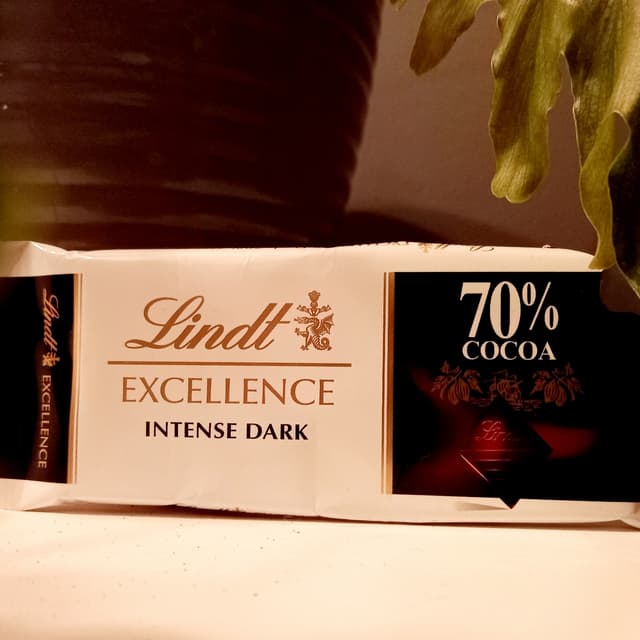 Lindt
EXCELLENCE
Lindt
EXCELLENCE
INTENSE DARK
70%
COCOA